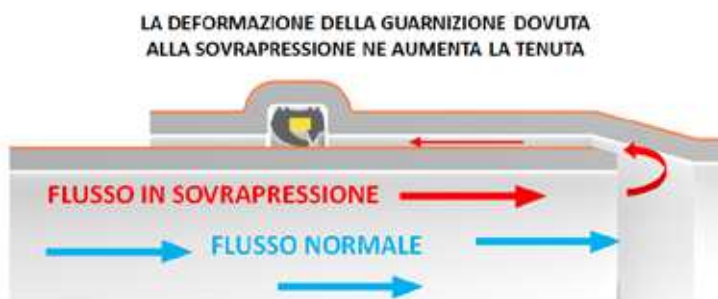 LA DEFORMAZIONE DELLA GUARNIZIONE DOVUTA
ALLA SOVRAPRESSIONE NE AUMENTA LA TENUTA
FLUSSO IN SOVRAPRESSIONE
FLUSSO NORMALE